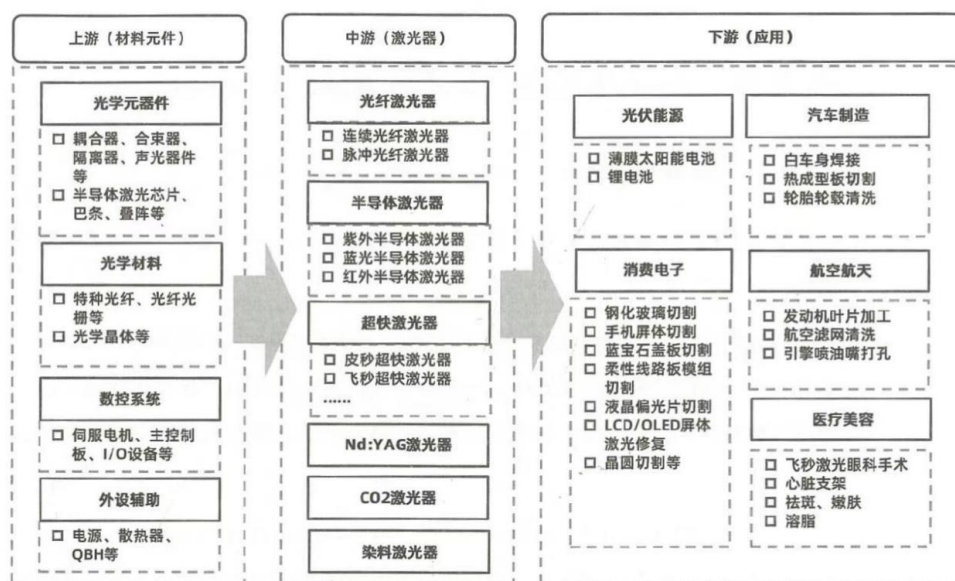 上游（材料元件）
光学元器件
耦合器、合束器、
隔离器、声光器件
等
半导体激光芯片、
巴条、叠阵等
光学材料
特种光纤、光纤光
栅等
光学晶体等
数控系统
伺服电机、主控制
板、I/O设备等
外设辅助
电源、散热器、
QBH等
中游（激光器）
光纤激光器
连续光纤激光器
脉冲光纤激光器
半导体激光器
紫外半导体激光器
蓝光半导体激光器
红外半导体激光器
超快激光器
皮秒超快激光器
飞秒超快激光器
......
Nd:YAG激光器
CO2激光器
染料激光器
下游（应用）
光伏能源
薄膜太阳能电池
锂电池
消费电子
钢化玻璃切割
手机屏体切割
蓝宝石盖板切割
柔性线路板模组
切割
液晶偏光片切割
LCD/OLED屏体
激光修复
晶圆切割等
汽车制造
白车身焊接
热成型板切割
轮胎轮毂清洗
航空航天
发动机叶片加工
航空滤网清洗
引擎喷油嘴打孔
医疗美容
飞秒激光眼科手术
心脏支架
祛斑、嫩肤
溶脂